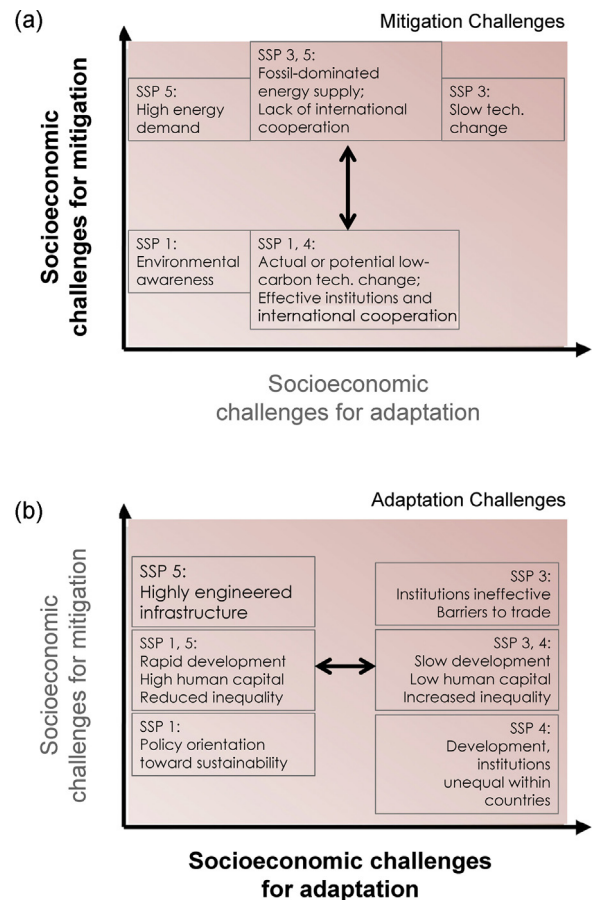 (a)
Mitigation Challenges
Socioeconomic
challenges for mitigation
SSP 5:
High energy
demand
SSP 3, 5:
Fossil-dominated
energy supply;
Lack of international
cooperation
SSP 3:
Slow tech.
change
SSP 1:
Environmental
awareness
SSP 1, 4:
Actual or potential low-
carbon tech. change;
Effective institutions and
international cooperation
Socioeconomic
challenges for adaptation
(b)
Adaptation Challenges
Socioeconomic
challenges for mitigation
SSP 5:
Highly engineered
infrastructure
SSP 1, 5:
Rapid development
High human capital
Reduced inequality
SSP 1:
Policy orientation
toward sustainability
SSP 3:
Institutions ineffective
Barriers to trade
SSP 3, 4:
Slow development
Low human capital
Increased inequality
SSP 4:
Development,
institutions
unequal within
countries
Socioeconomic challenges
for adaptation